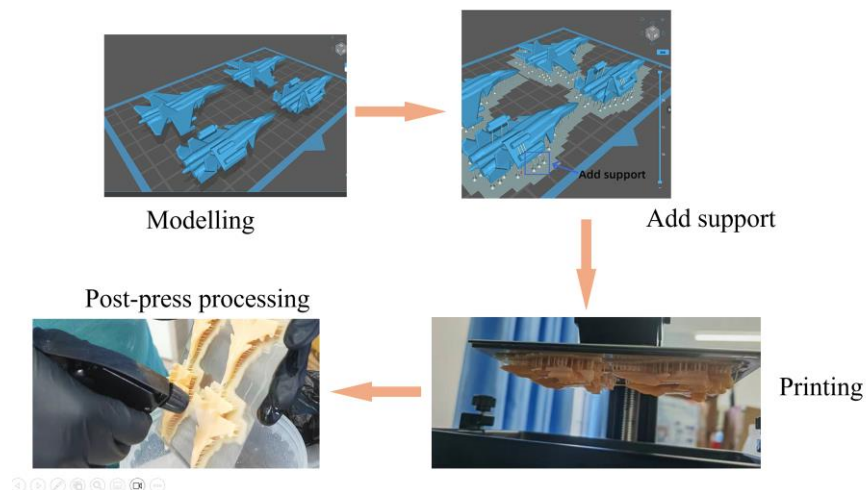 Add support
Modelling
Add support
Post-press processing
Printing